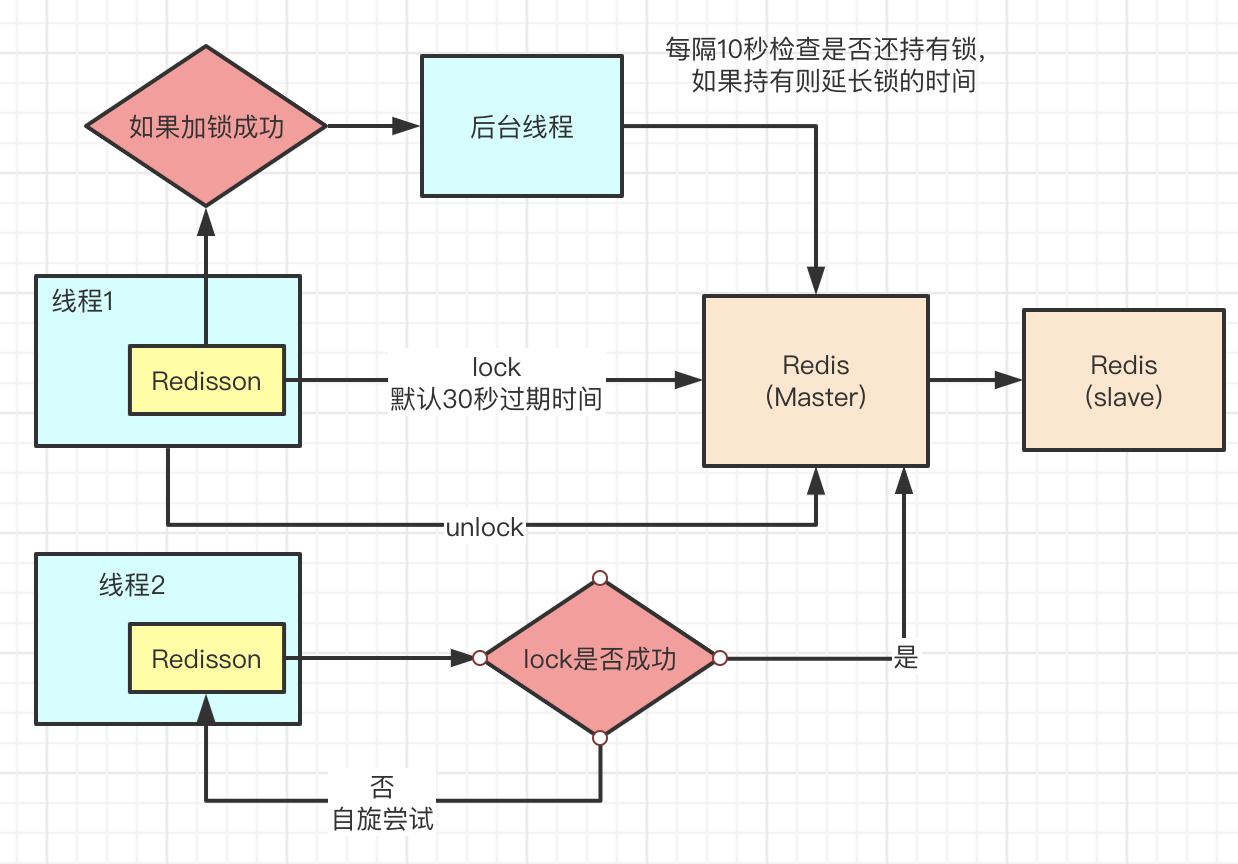 每隔10秒检查是否还持有锁，
如果持有则延长锁的时间
如果加锁成功
后台线程
线程1
Redisson
lock
默认30秒过期时间
Redis
(Master)
Redis
(slave)
unlock
线程2
Redisson
lock是否成功
是
否
自旋尝试